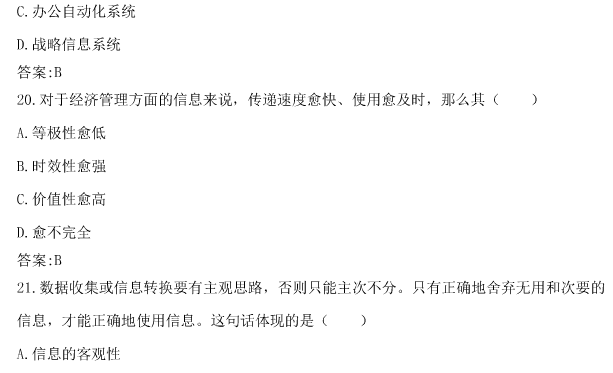 C.办公自动化系统
D.战略信息系统
答案:B
20.对于经济管理方面的信息来说，传递速度愈快、使用愈及时，那么其（　　）
A.等极性愈低
B.时效性愈强
C.价值性愈高
D.愈不完全
答案:B
21.数据收集或信息转换要有主观思路，否则只能主次不分。只有正确地舍弃无用和次要的
信息，才能正确地使用信息。这句话体现的是（　　）
A.信息的客观性